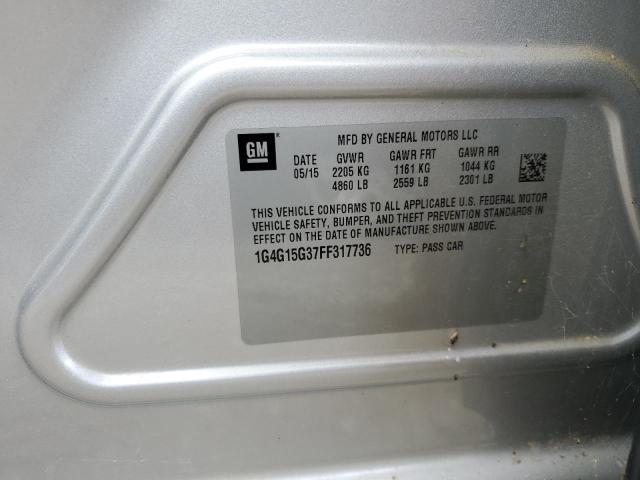 GM
MFD BY GENERAL MOTORS LLC
DATE GVWR GAWR FRT GAWR RR
05/15 2205 KG 1161 KG 1044 KG
4860 LB 2559 LB 2301 LB
THIS VEHICLE CONFORMS TO ALL APPLICABLE U.S. FEDERAL MOTOR
VEHICLE SAFETY, BUMPER, AND THEFT PREVENTION STANDARDS IN
EFFECT ON THE DATE OF MANUFACTURE SHOWN ABOVE.
1G4G15G37FF317736 TYPE: PASS CAR